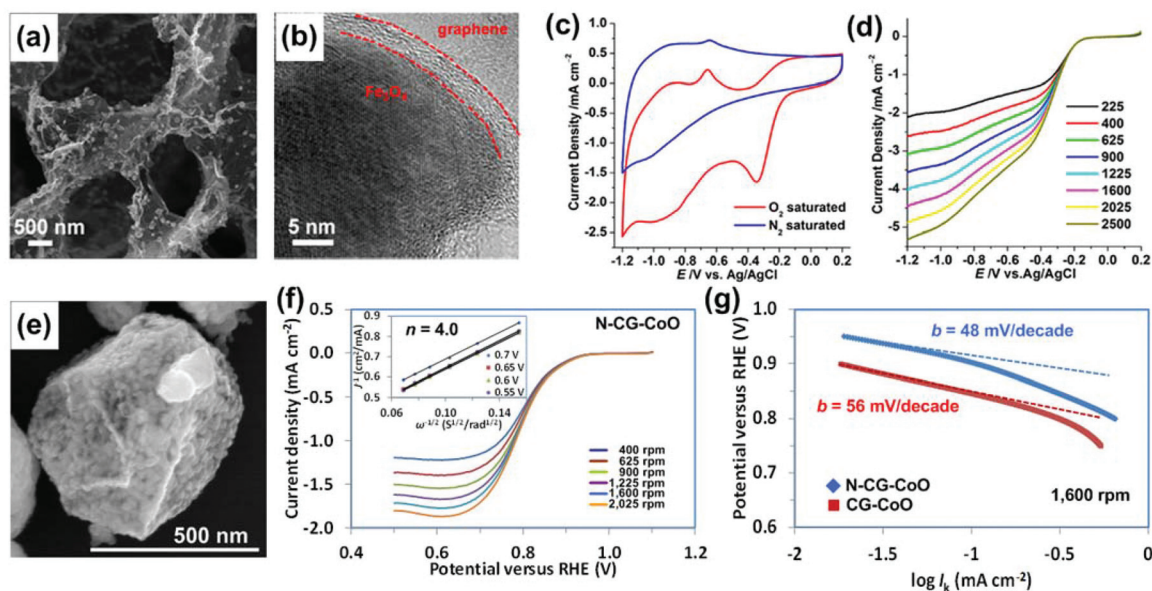 (a)
500 nm
(b)
graphene
Fe3O4
5 nm
(c)
Current Density /mA cm-2
1.0
0.5
0.0
-0.5
-1.0
-1.5
-2.0
-2.5
O2 saturated
N2 saturated
-1.2 -1.0 -0.8 -0.6 -0.4 -0.2 0.0 0.2
E /V vs. Ag/AgCl
(d)
Current Density /mA cm-2
0
-1
-2
-3
-4
-5
225
400
625
900
1225
1600
2025
2500
-1.2 -1.0 -0.8 -0.6 -0.4 -0.2 0.0 0.2
E /V vs.Ag/AgCl
(e)
500 nm
(f)
Current density (mA cm-2)
0.5
0.0
-0.5
-1.0
-1.5
-2.0
N-CG-CoO
n = 4.0
J-1 (cm2/mA)
0.9
0.8
0.7
0.6
0.5
0.7 V
0.65 V
0.6 V
0.55 V
0.06 0.08 0.1 0.12 0.14 0.16
ω-1/2 (S1/2/rad1/2)
400 rpm
625 rpm
900 rpm
1,225 rpm
1,600 rpm
2,025 rpm
0.4 0.6 0.8 1.0 1.2
Potential versus RHE (V)
(g)
Potential versus RHE (V)
1.0
0.9
0.8
0.7
0.6
b = 48 mV/decade
b = 56 mV/decade
N-CG-CoO
CG-CoO
1,600 rpm
-2 -1.5 -1 -0.5 0
log Ik (mA cm-2)